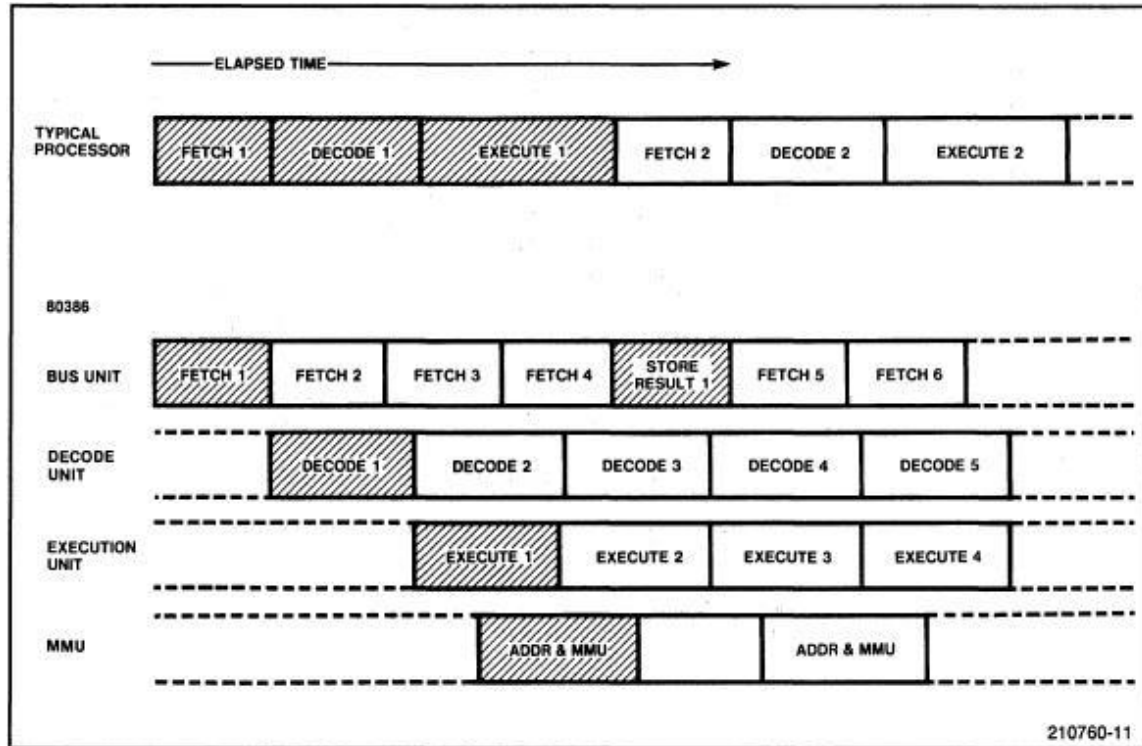 ELAPSED TIME
TYPICAL
PROCESSOR
FETCH 1
DECODE 1
EXECUTE 1
FETCH 2
DECODE 2
EXECUTE 2
80386
BUS UNIT
FETCH 1
FETCH 2
FETCH 3
FETCH 4
STORE
RESULT 1
FETCH 5
FETCH 6
DECODE
UNIT
DECODE 1
DECODE 2
DECODE 3
DECODE 4
DECODE 5
EXECUTION
UNIT
EXECUTE 1
EXECUTE 2
EXECUTE 3
EXECUTE 4
MMU
ADDR & MMU
ADDR & MMU
210760-11